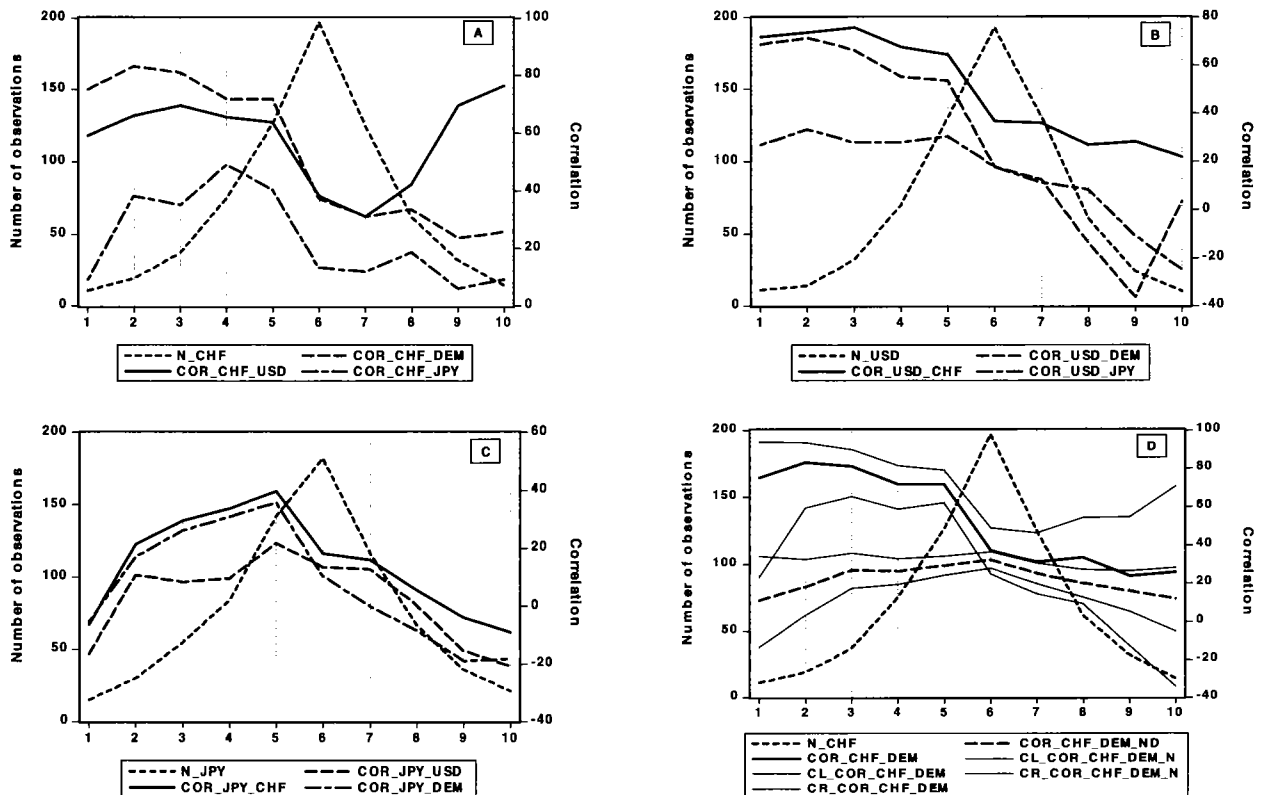 A
Number of observations
Correlation
200
150
100
50
0
100
80
60
40
20
0
1 2 3 4 5 6 7 8 9 10
N_CHF COR_CHF_DEM
COR_CHF_USD COR_CHF_JPY
B
Number of observations
Correlation
200
150
100
50
0
80
60
40
20
0
-20
-40
1 2 3 4 5 6 7 8 9 10
N_USD COR_USD_DEM
COR_USD_CHF COR_USD_JPY
C
Number of observations
Correlation
200
150
100
50
0
60
40
20
0
-20
-40
1 2 3 4 5 6 7 8 9 10
N_JPY COR_JPY_USD
COR_JPY_CHF COR_JPY_DEM
D
Number of observations
Correlation
200
150
100
50
0
100
80
60
40
20
0
-20
-40
1 2 3 4 5 6 7 8 9 10
N_CHF COR_CHF_DEM_ND
COR_CHF_DEM CL_COR_CHF_DEM_N
CL_COR_CHF_DEM CR_COR_CHF_DEM_N
CR_COR_CHF_DEM